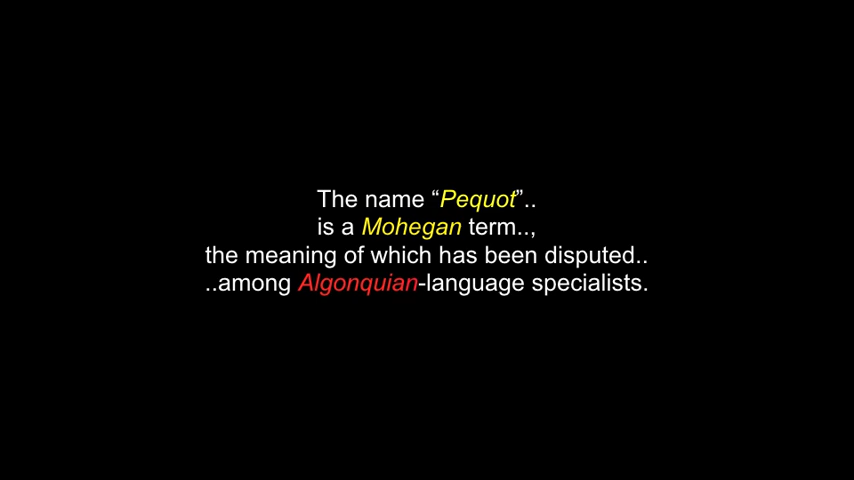 The name “Pequot”..
is a Mohegan term..,
the meaning of which has been disputed..
..among Algonquian-language specialists.